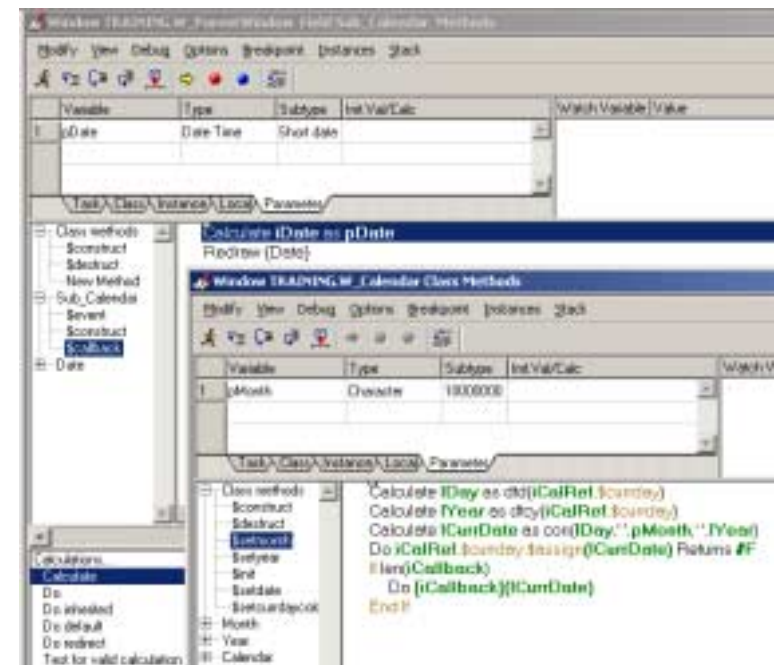 Window TRAINING.W_ParentWindow Field Sub_Calendar Methods
Modify View Debug Options Breakpoint Instances Stack
Variable Type Subtype Init.Val/Calc Watch Variable Value
1 pDate Date Time Short date
Task Class Instance Local Parameter
Class methods
$construct
$destruct
New Method
Sub_Calendar
$event
$construct
$callback
Date
Calculate iDate as pDate
Redraw {Date}
Window TRAINING.W_Calendar Class Methods
Modify View Debug Options Breakpoint Instances Stack
Variable Type Subtype Init.Val/Calc Watch V
1 pMonth Character 10000000
Task Class Instance Local Parameter
Class methods
$construct
$destruct
$setmonth
$setyear
$init
$setdate
Month
Year
Calendar
Calculate lDay as dtd(iCalRef.$curday)
Calculate lYear as dtcy(iCalRef.$curday)
Calculate lCurrDate as con(lDay,' ',pMonth,' ',lYear)
Do iCalRef.$curday.$assign(lCurrDate) Returns #F
If len(iCallback)
Do [iCallback](lCurrDate)
End If
Calculations...
Calculate
Do
Do inherited
Do default
Do redirect
Test for valid calculation